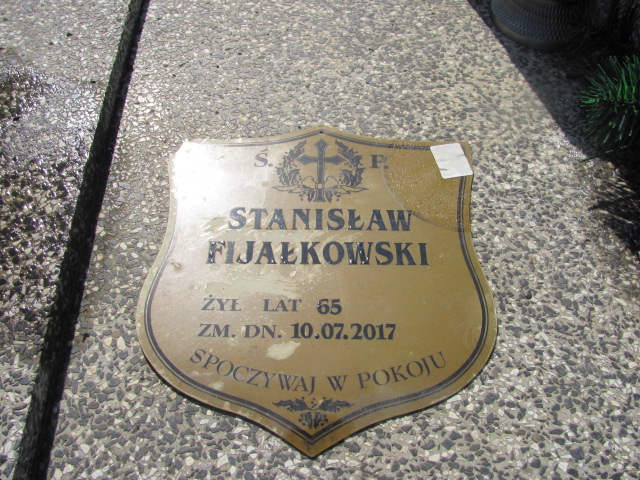 Ś. P.
STANISŁAW
FIJAŁKOWSKI
ŻYŁ LAT 65
ZM. DN. 10.07.2017
SPOCZYWAJ W POKOJU